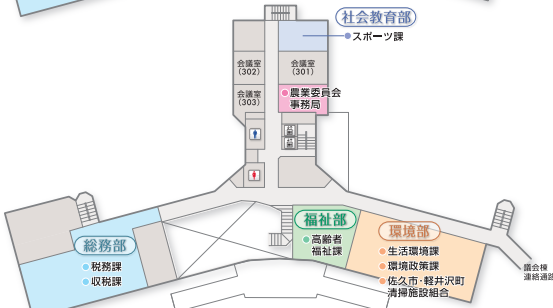 社会教育部
スポーツ課
会議室
(302)
会議室
(301)
会議室
(303)
農業委員会
事務局
総務部
税務課
収税課
福祉部
高齢者
福祉課
環境部
生活環境課
環境政策課
佐久市・軽井沢町
清掃施設組合
議会棟
連絡通路